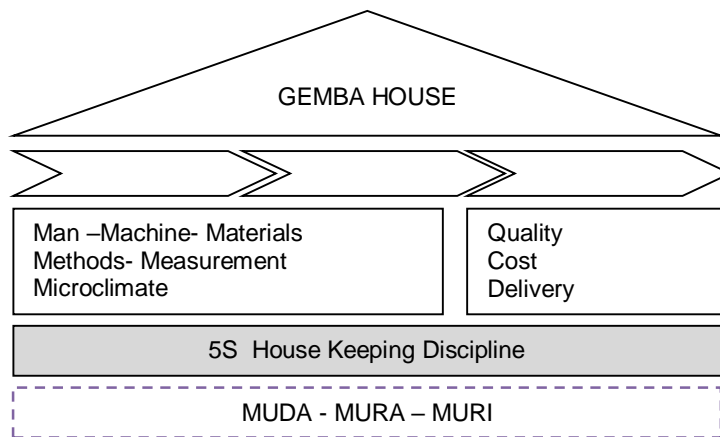 GEMBA HOUSE
Man –Machine- Materials
Methods- Measurement
Microclimate
Quality
Cost
Delivery
5S  House Keeping Discipline
MUDA - MURA – MURI